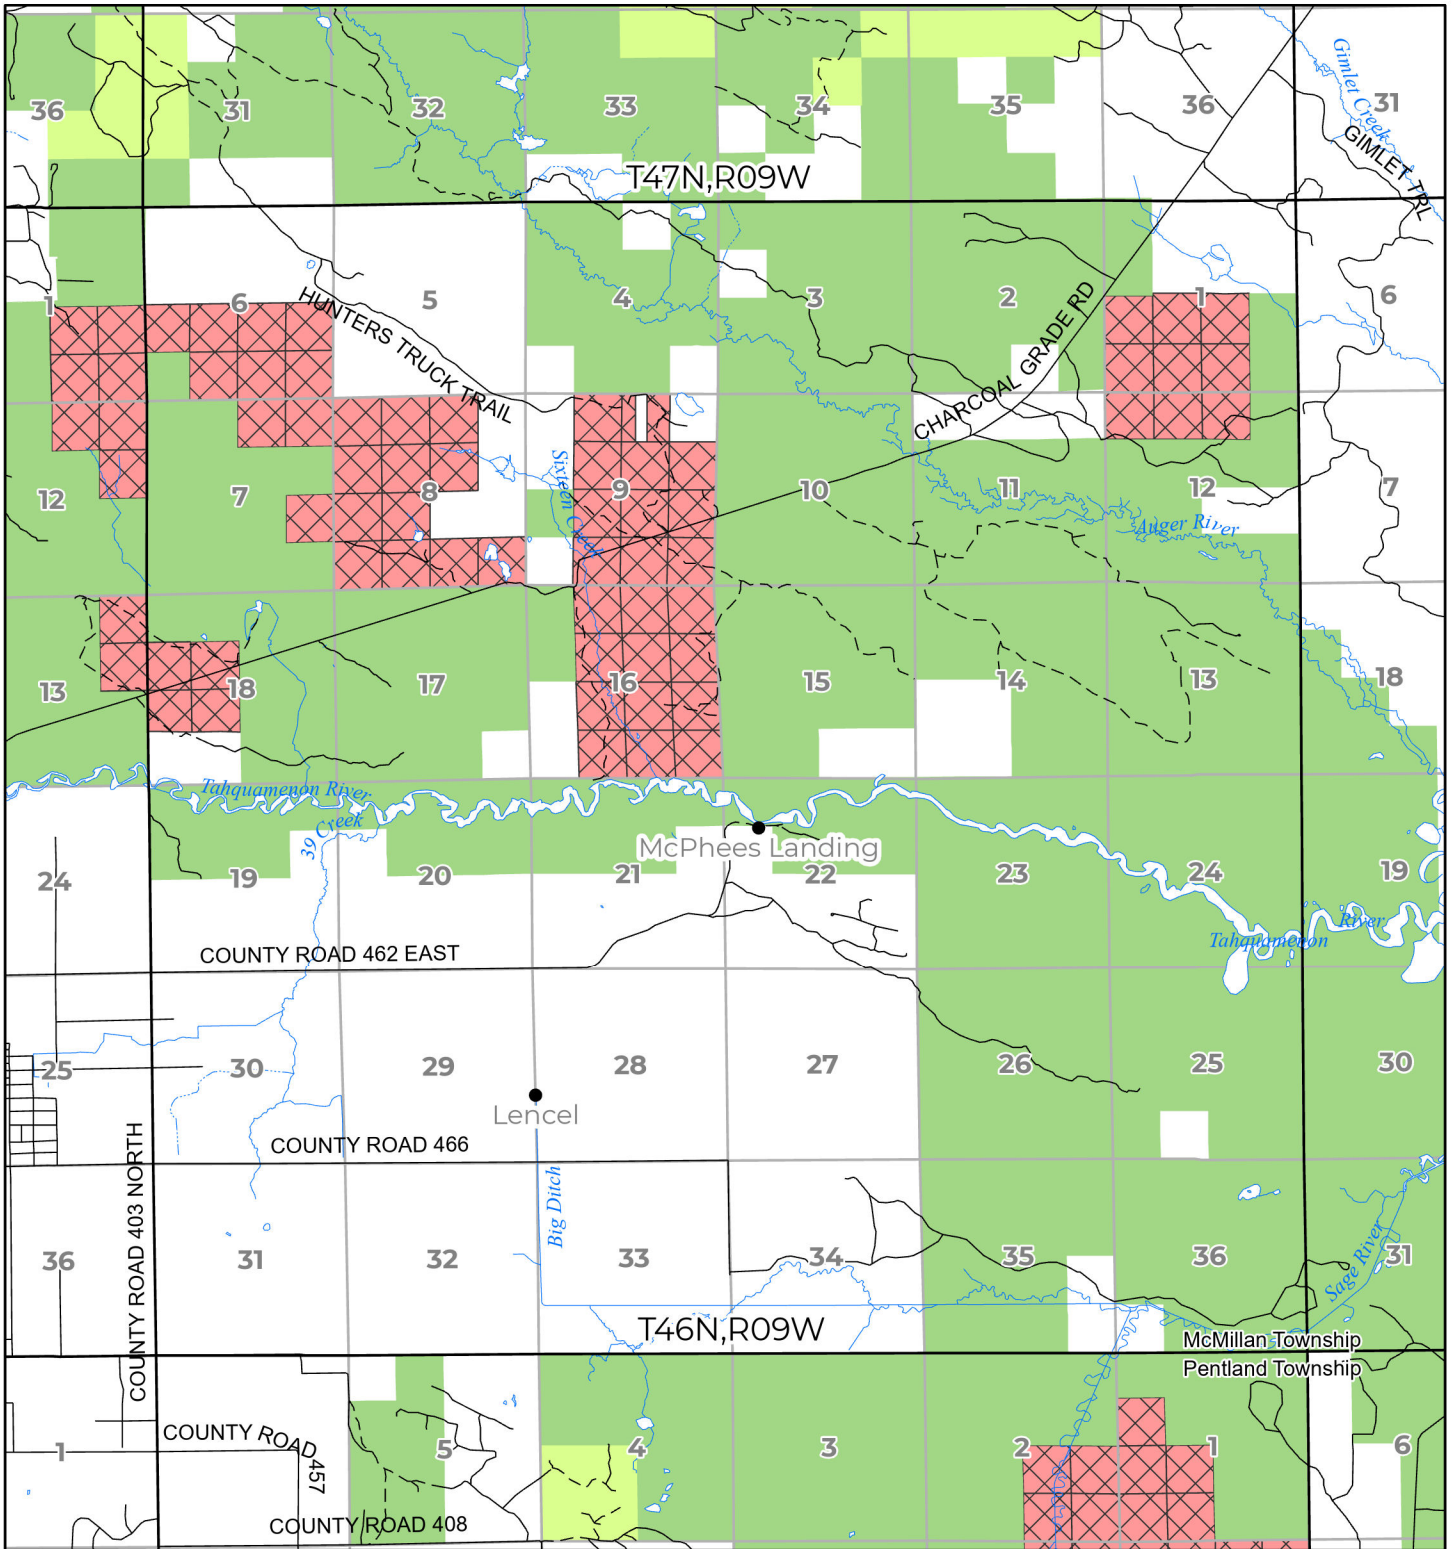 Gimlet Creek
36
31
32
33
34
35
36
31
GIMLET TRL
T47N,R09W
1
6
5
4
3
2
1
6
HUNTERS TRUCK TRAIL
CHARCOAL GRADE RD
12
7
8
Sixteen Creek
9
10
11
12
7
Auger River
13
18
17
16
15
14
13
18
Tahquamenon River
39 Creek
McPhees Landing
24
19
20
21
22
23
24
19
River
Tahquamenon
COUNTY ROAD 462 EAST
25
30
29
28
27
26
25
30
Lencel
COUNTY ROAD 466
COUNTY ROAD 403 NORTH
Big Ditch
36
31
32
33
34
35
36
31
Sage River
T46N,R09W
McMillan Township
Pentland Township
1
COUNTY ROAD 457
5
4
3
2
1
6
COUNTY ROAD 408